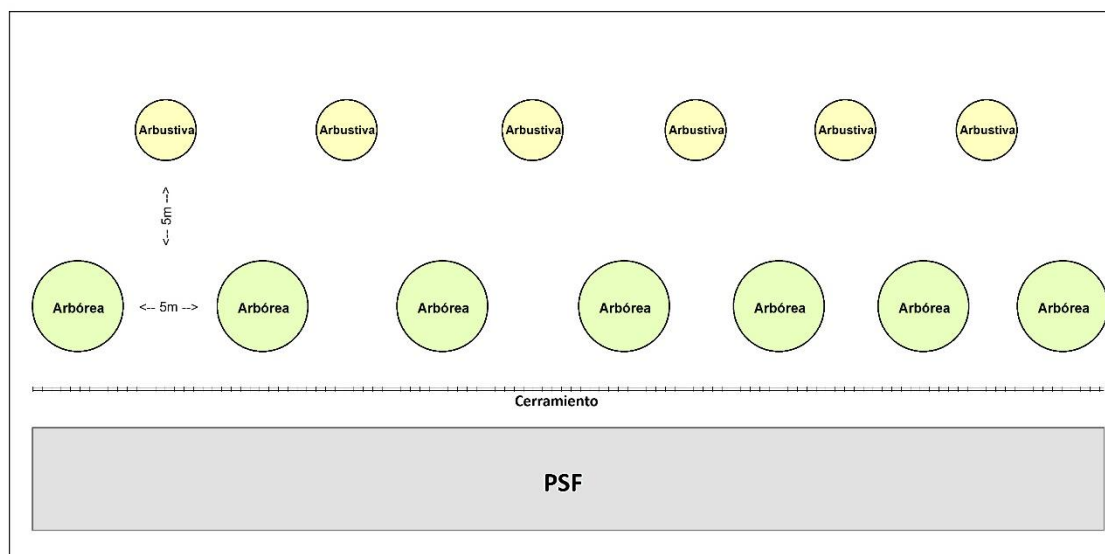 Arbustiva Arbustiva Arbustiva Arbustiva Arbustiva Arbustiva
<-- 5m -->
Arbórea <-- 5m --> Arbórea Arbórea Arbórea Arbórea Arbórea Arbórea
Cerramiento
PSF